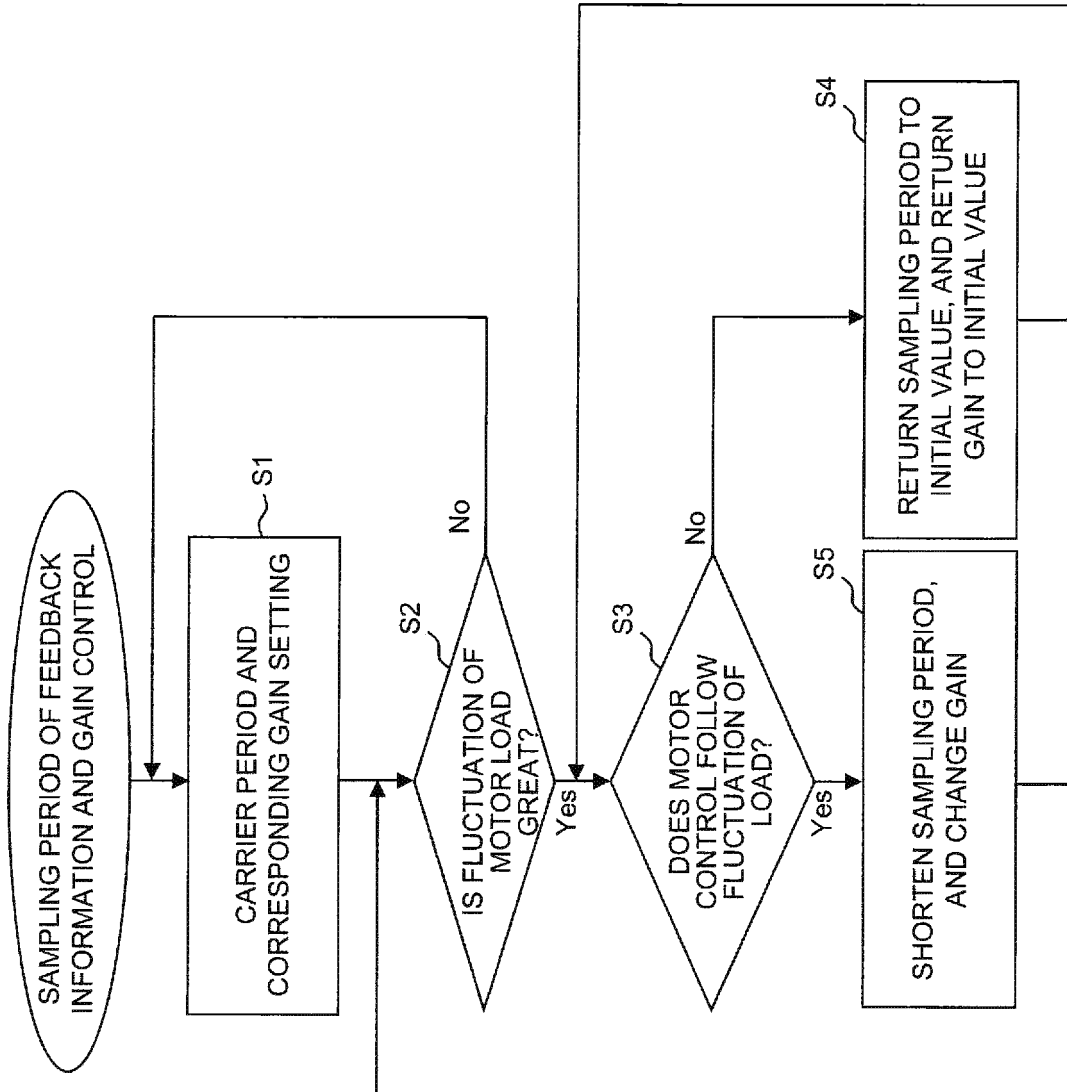 SAMPLING PERIOD OF FEEDBACK
INFORMATION AND GAIN CONTROL
S1
CARRIER PERIOD AND
CORRESPONDING GAIN SETTING
S2
IS FLUCTUATION OF
MOTOR LOAD
GREAT?
No
Yes
S3
DOES MOTOR
CONTROL FOLLOW
FLUCTUATION OF
LOAD?
No
Yes
S5
SHORTEN SAMPLING PERIOD,
AND CHANGE GAIN
S4
RETURN SAMPLING PERIOD TO
INITIAL VALUE, AND RETURN
GAIN TO INITIAL VALUE